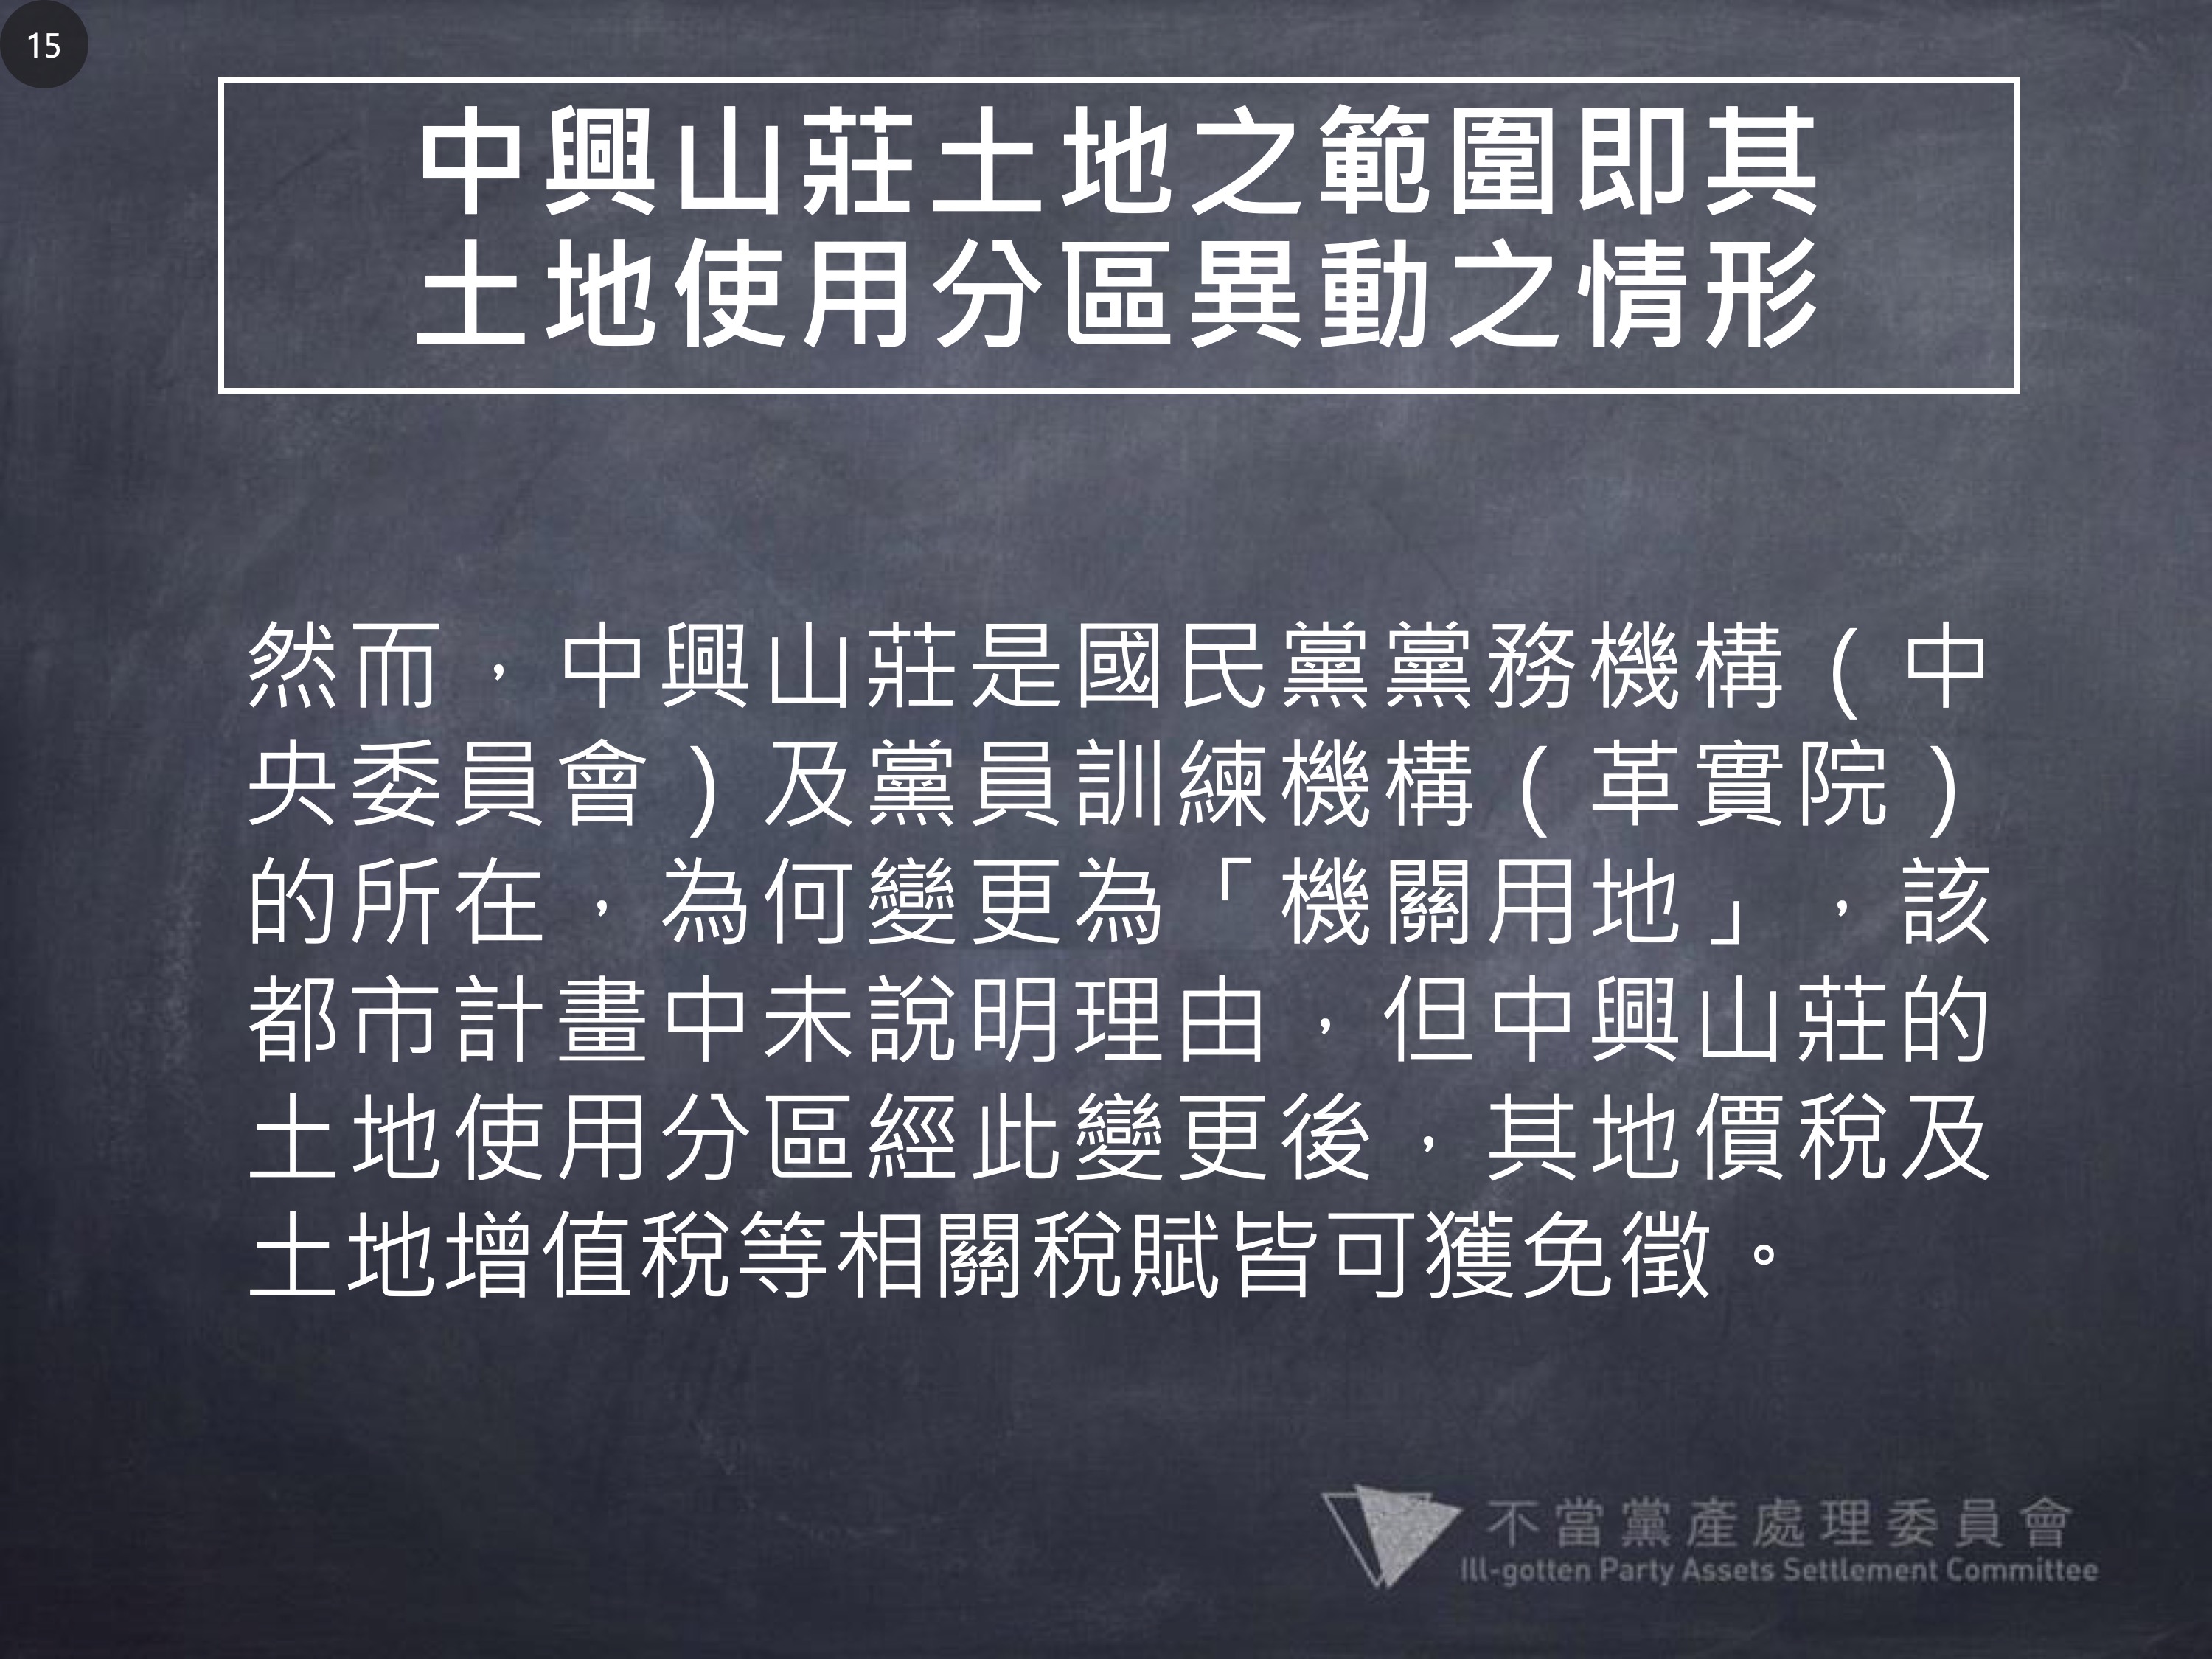 15
中興山莊土地之範圍即其
土地使用分區異動之情形
然而，中興山莊是國民黨黨務機構（中
央委員會）及黨員訓練機構（革實院）
的所在，為何變更為「機關用地」，該
都市計畫中未說明理由，但中興山莊的
土地使用分區經此變更後，其地價稅及
土地增值稅等相關稅賦皆可獲免徵。
不當黨產處理委員會
Ill-gotten Party Assets Settlement Committee